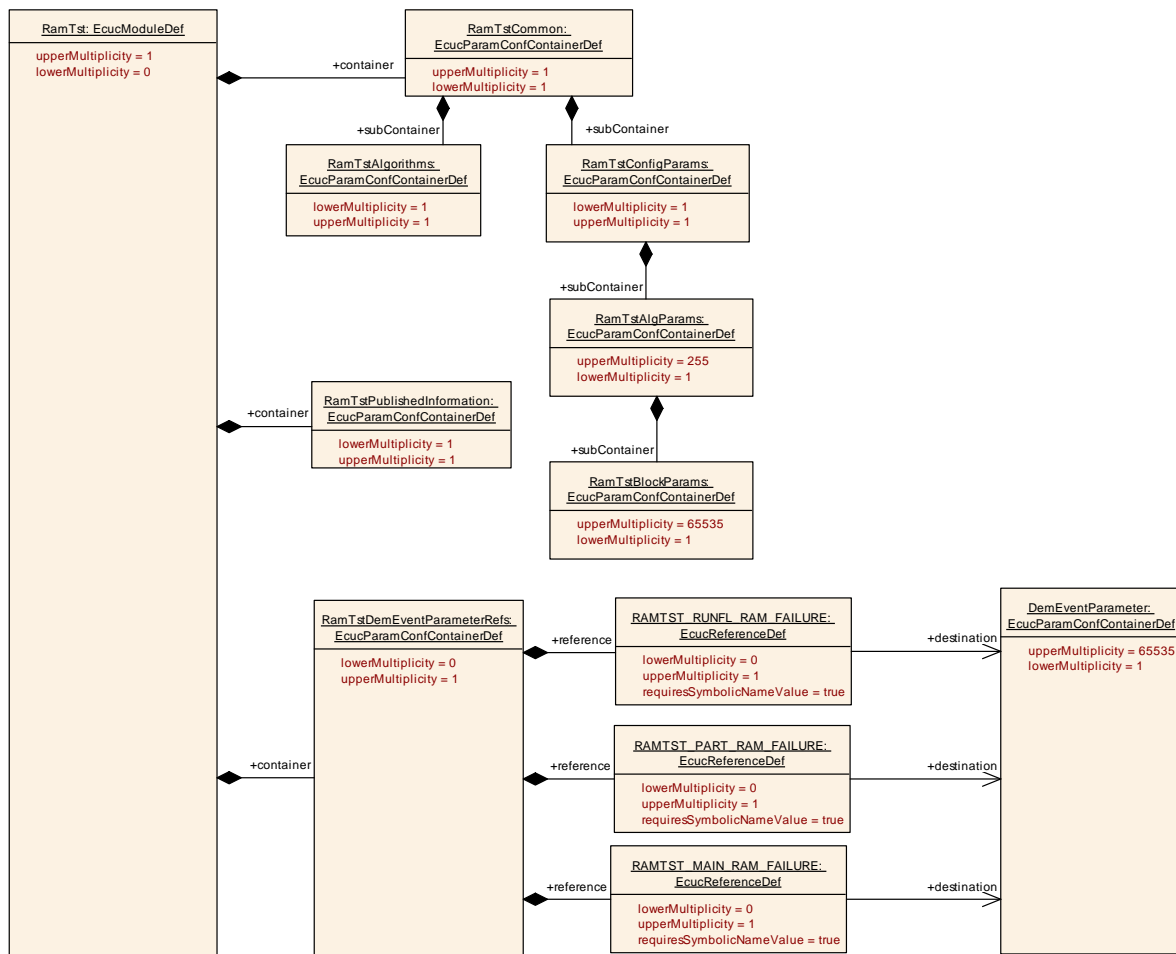 RamTst: EcucModuleDef
upperMultiplicity = 1
lowerMultiplicity = 0
+container
RamTstCommon:
EcucParamConfContainerDef
upperMultiplicity = 1
lowerMultiplicity = 1
+subContainer
+subContainer
RamTstAlgorithms:
EcucParamConfContainerDef
lowerMultiplicity = 1
upperMultiplicity = 1
RamTstConfigParams:
EcucParamConfContainerDef
lowerMultiplicity = 1
upperMultiplicity = 1
+subContainer
RamTstAlgParams:
EcucParamConfContainerDef
upperMultiplicity = 255
lowerMultiplicity = 1
+container
RamTstPublishedInformation:
EcucParamConfContainerDef
lowerMultiplicity = 1
upperMultiplicity = 1
+subContainer
RamTstBlockParams:
EcucParamConfContainerDef
upperMultiplicity = 65535
lowerMultiplicity = 1
+container
RamTstDemEventParameterRefs:
EcucParamConfContainerDef
lowerMultiplicity = 0
upperMultiplicity = 1
+reference
RAMTST_RUNFL_RAM_FAILURE:
EcucReferenceDef
lowerMultiplicity = 0
upperMultiplicity = 1
requiresSymbolicNameValue = true
+destination
DemEventParameter:
EcucParamConfContainerDef
upperMultiplicity = 65535
lowerMultiplicity = 1
+reference
RAMTST_PART_RAM_FAILURE:
EcucReferenceDef
lowerMultiplicity = 0
upperMultiplicity = 1
requiresSymbolicNameValue = true
+destination
+reference
RAMTST_MAIN_RAM_FAILURE:
EcucReferenceDef
lowerMultiplicity = 0
upperMultiplicity = 1
requiresSymbolicNameValue = true
+destination